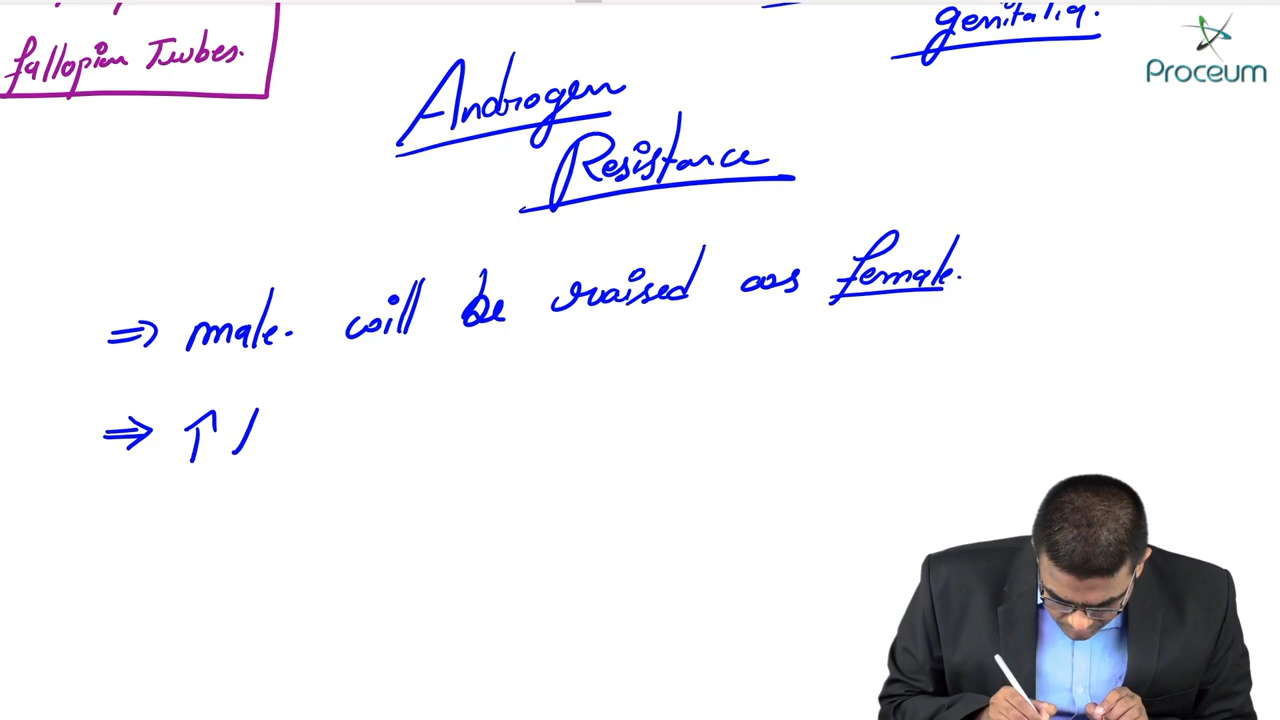 genitalia.
Proceum
fallopian Tubes.
Androgen
Resistance
⇒ male. will be raised as female.
⇒ ↑